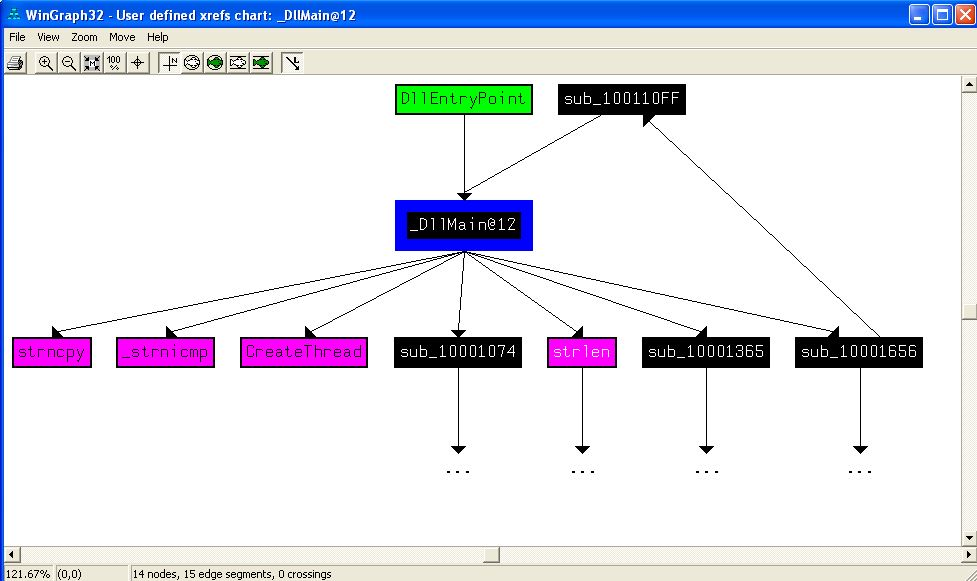 WinGraph32 - User defined xrefs chart: _DllMain@12
File View Zoom Move Help
100 %
N
DllEntryPoint sub_100110FF
_DllMain@12
strncpy _strnicmp CreateThread sub_10001074 strlen sub_10001365 sub_10001656
... ... ... ...
121.67% (0,0) 14 nodes, 15 edge segments, 0 crossings